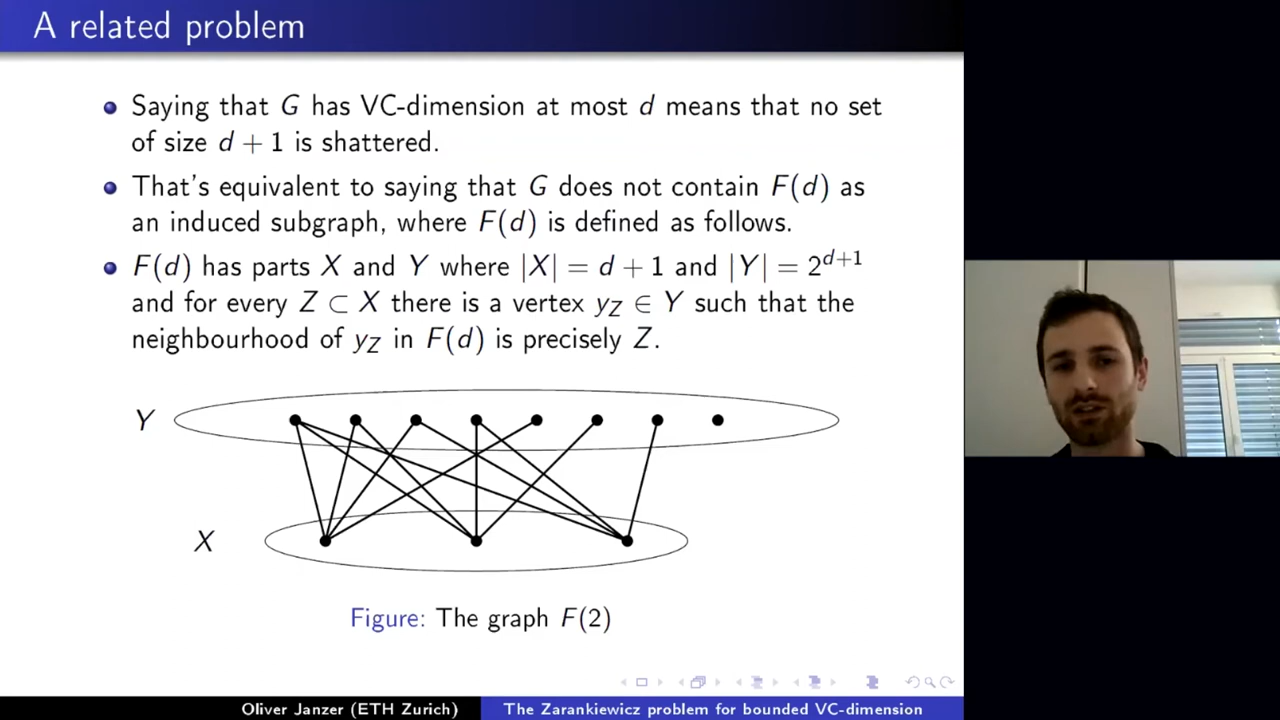 A related problem
Saying that G has VC-dimension at most d means that no set
of size d + 1 is shattered.
That's equivalent to saying that G does not contain F(d) as
an induced subgraph, where F(d) is defined as follows.
F(d) has parts X and Y where |X| = d + 1 and |Y| = 2^{d+1}
and for every Z ⊂ X there is a vertex y_Z ∈ Y such that the
neighbourhood of y_Z in F(d) is precisely Z.
Y
X
Figure: The graph F(2)
Oliver Janzer (ETH Zurich) The Zarankiewicz problem for bounded VC-dimension